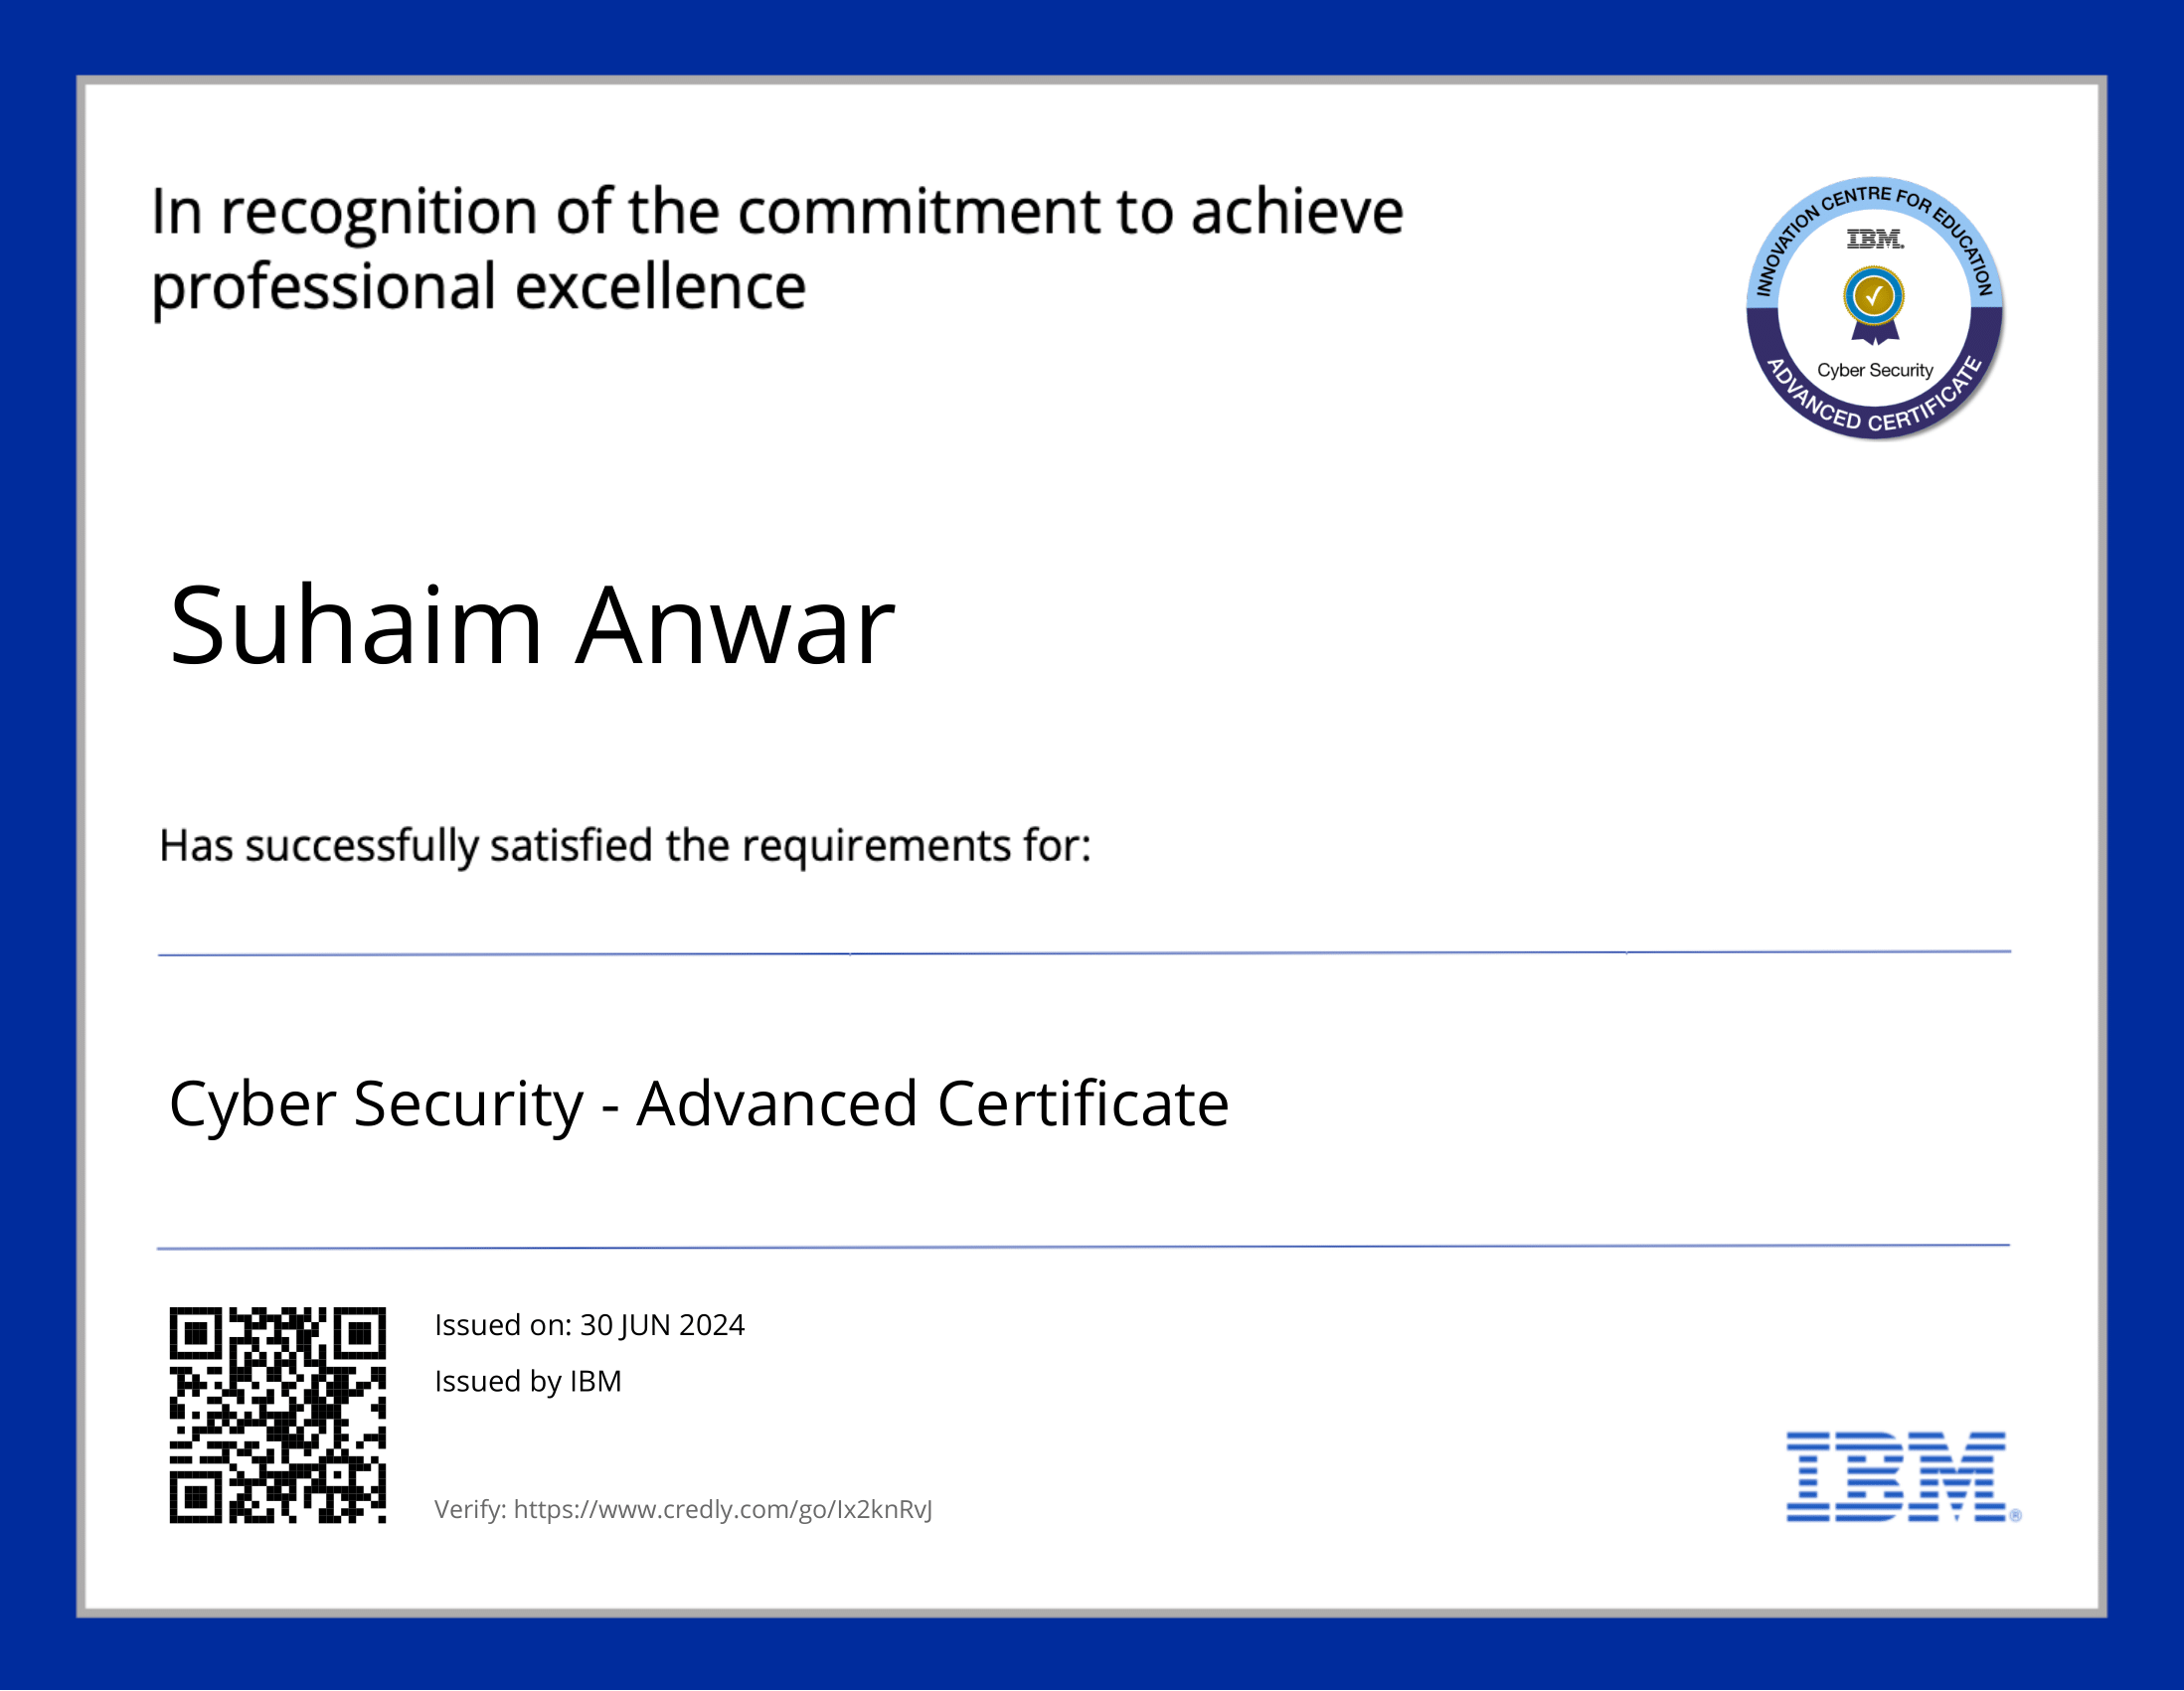 In recognition of the commitment to achieve
professional excellence
INNOVATION CENTRE FOR EDUCATION
IBM.
Cyber Security
ADVANCED CERTIFICATE
Suhaim Anwar
Has successfully satisfied the requirements for:
Cyber Security - Advanced Certificate
Issued on: 30 JUN 2024
Issued by IBM
Verify: https://www.credly.com/go/Ix2knRvJ
IBM®